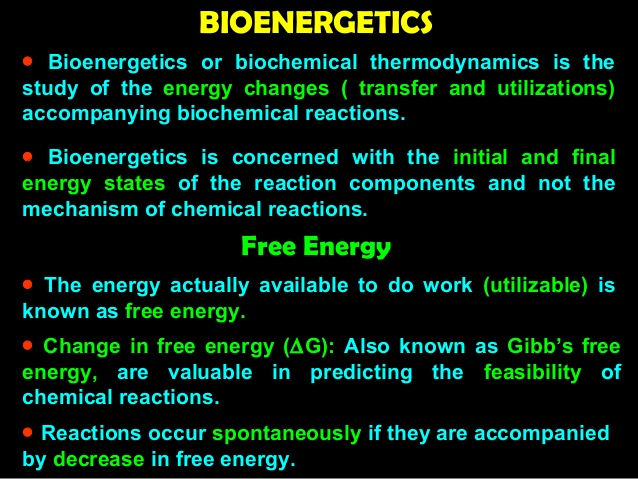 BIOENERGETICS
• Bioenergetics or biochemical thermodynamics is the
study of the energy changes ( transfer and utilizations)
accompanying biochemical reactions.
• Bioenergetics is concerned with the initial and final
energy states of the reaction components and not the
mechanism of chemical reactions.
Free Energy
• The energy actually available to do work (utilizable) is
known as free energy.
• Change in free energy (ΔG): Also known as Gibb's free
energy, are valuable in predicting the feasibility of
chemical reactions.
• Reactions occur spontaneously if they are accompanied
by decrease in free energy.